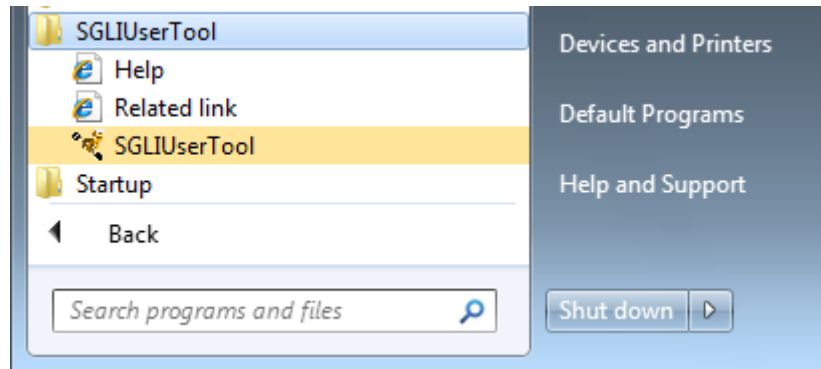 SGLIUserTool
Help
Related link
SGLIUserTool
Startup
Back
Search programs and files
Devices and Printers
Default Programs
Help and Support
Shut down